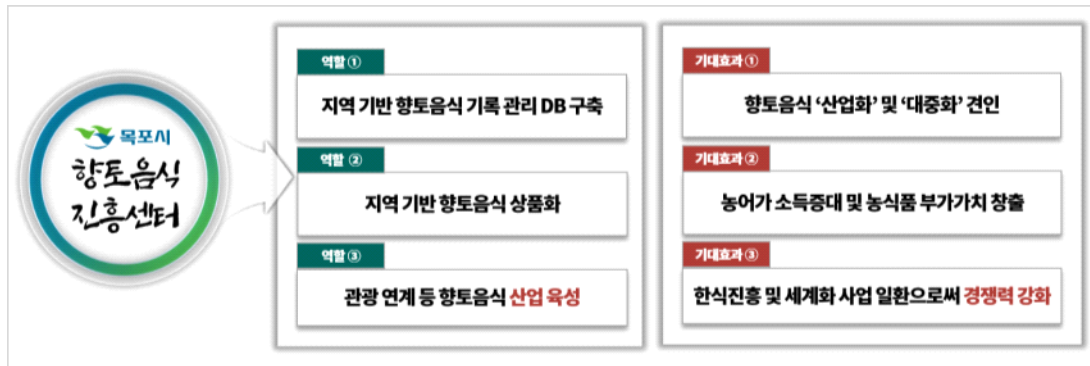 목포시
향토음식
진흥센터
역할 ①
지역 기반 향토음식 기록 관리 DB 구축
역할 ②
지역 기반 향토음식 상품화
역할 ③
관광 연계 등 향토음식 산업 육성
기대효과 ①
향토음식 ‘산업화’ 및 ‘대중화’ 견인
기대효과 ②
농어가 소득증대 및 농식품 부가가치 창출
기대효과 ③
한식진흥 및 세계화 사업 일환으로써 경쟁력 강화